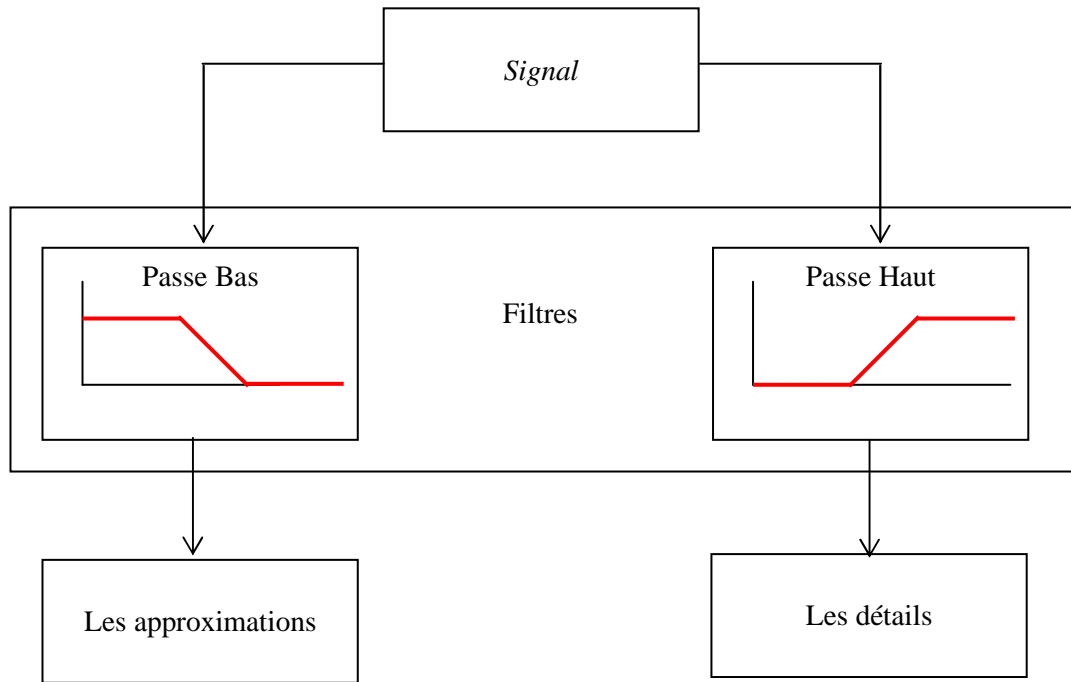 Signal
Passe Bas
Passe Haut
Filtres
Les approximations
Les détails